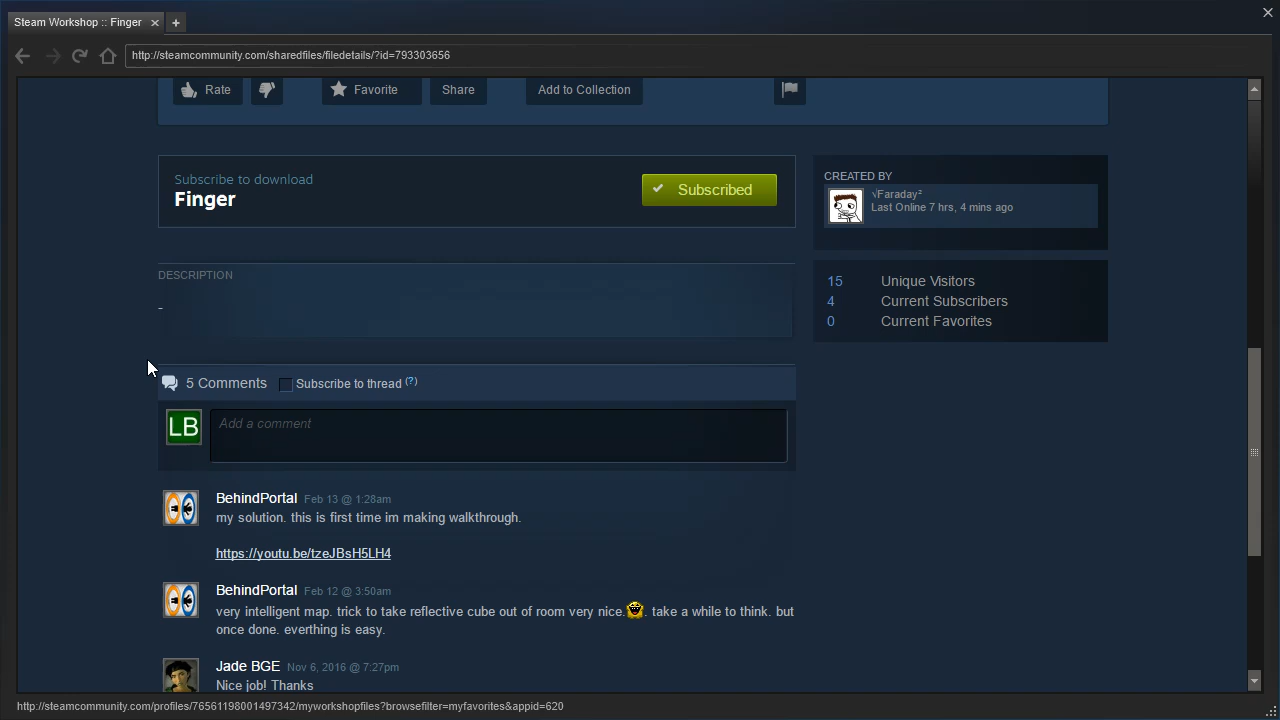 Steam Workshop :: Finger
http://steamcommunity.com/sharedfiles/filedetails/?id=793303656
Rate Favorite Share Add to Collection
Subscribe to download
Finger
Subscribed
CREATED BY
√Faraday²
Last Online 7 hrs, 4 mins ago
15 Unique Visitors
4 Current Subscribers
0 Current Favorites
DESCRIPTION
-
5 Comments Subscribe to thread (?)
LB
Add a comment
BehindPortal Feb 13 @ 1:28am
my solution. this is first time im making walkthrough.
https://youtu.be/tzeJBsH5LH4
BehindPortal Feb 12 @ 3:50am
very intelligent map. trick to take reflective cube out of room very nice. . take a while to think. but
once done. everthing is easy.
Jade BGE Nov 6, 2016 @ 7:27pm
Nice job! Thanks
http://steamcommunity.com/profiles/76561198001497342/myworkshopfiles?browsefilter=myfavorites&appid=620